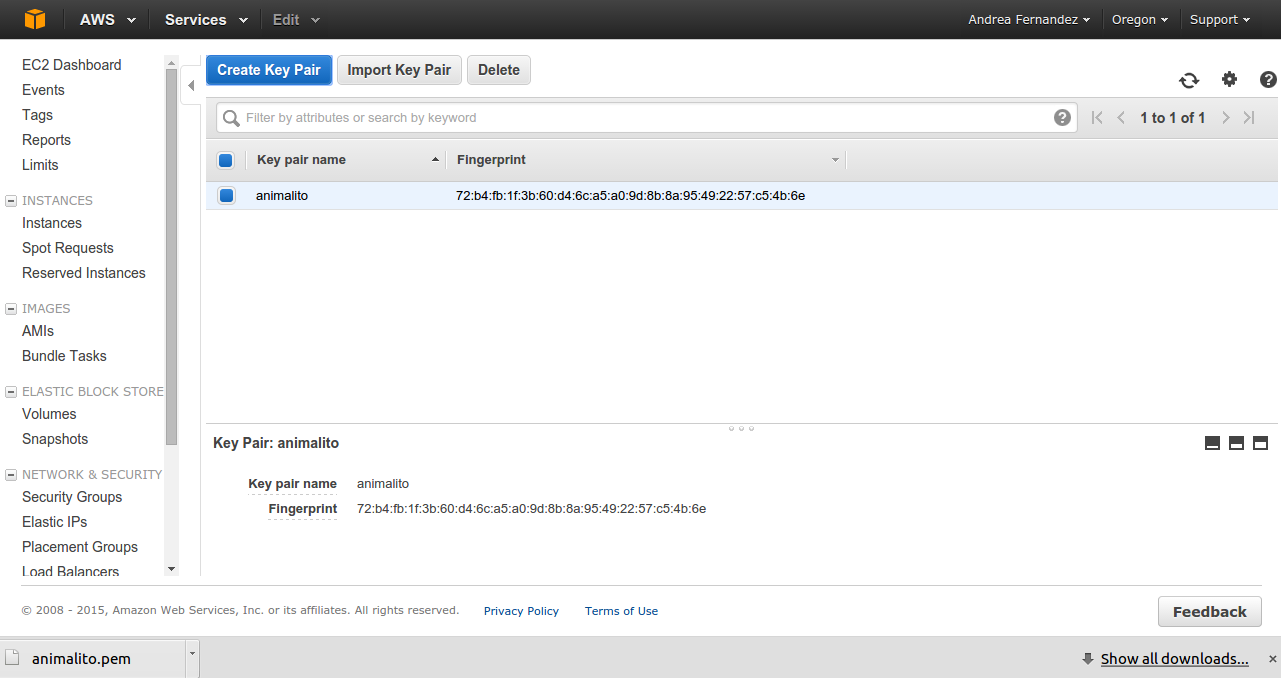 AWS Services Edit Andrea Fernandez Oregon Support
EC2 Dashboard
Events
Tags
Reports
Limits
INSTANCES
Instances
Spot Requests
Reserved Instances
IMAGES
AMIs
Bundle Tasks
ELASTIC BLOCK STORE
Volumes
Snapshots
NETWORK & SECURITY
Security Groups
Elastic IPs
Placement Groups
Load Balancers
Create Key Pair Import Key Pair Delete
Filter by attributes or search by keyword 1 to 1 of 1
Key pair name Fingerprint
animalito 72:b4:fb:1f:3b:60:d4:6c:a5:a0:9d:8b:8a:95:49:22:57:c5:4b:6e
Key Pair: animalito
Key pair name animalito
Fingerprint 72:b4:fb:1f:3b:60:d4:6c:a5:a0:9d:8b:8a:95:49:22:57:c5:4b:6e
© 2008 - 2015, Amazon Web Services, Inc. or its affiliates. All rights reserved. Privacy Policy Terms of Use Feedback
animalito.pem Show all downloads...